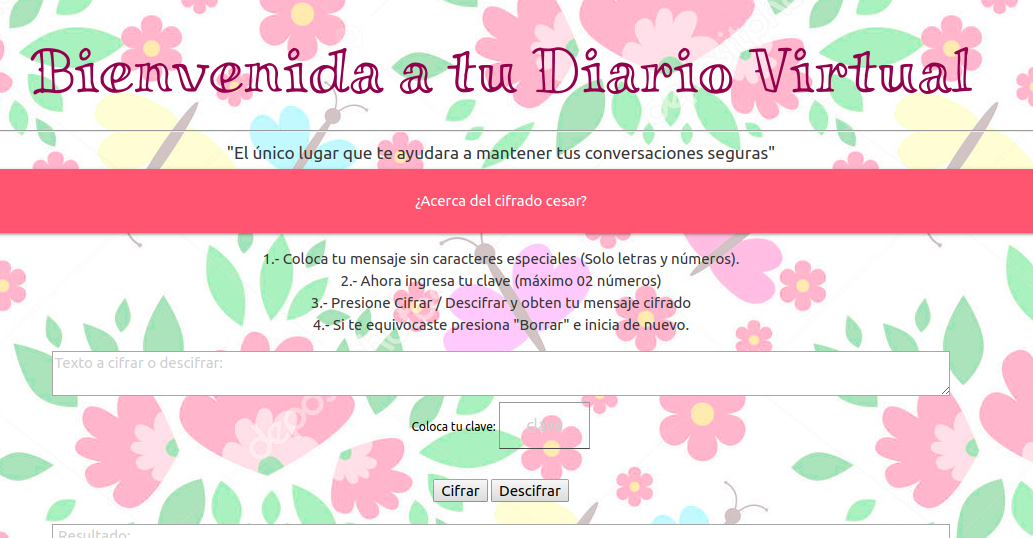 Bienvenida a tu Diario Virtual
"El único lugar que te ayudara a mantener tus conversaciones seguras"
¿Acerca del cifrado cesar?
1.- Coloca tu mensaje sin caracteres especiales (Solo letras y números).
2.- Ahora ingresa tu clave (máximo 02 números)
3.- Presione Cifrar / Descifrar y obten tu mensaje cifrado
4.- Si te equivocaste presiona "Borrar" e inicia de nuevo.
Texto a cifrar o descifrar:
Coloca tu clave: clave
Cifrar Descifrar
Resultado: